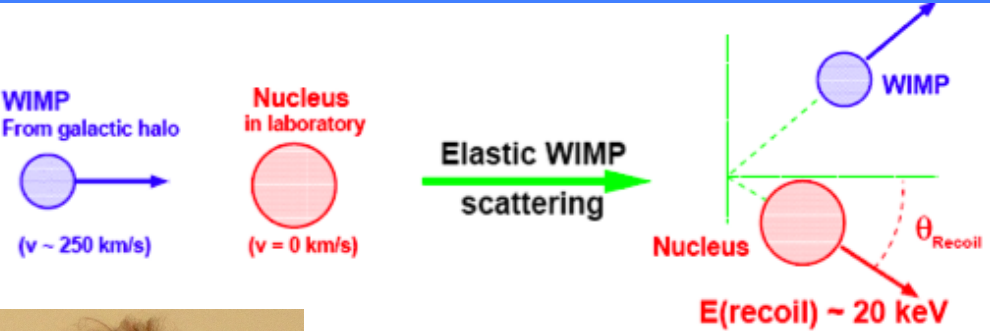 WIMP
From galactic halo
(v ~ 250 km/s)
Nucleus
in laboratory
(v = 0 km/s)
Elastic WIMP
scattering
WIMP
Nucleus
θRecoil
E(recoil) ~ 20 keV